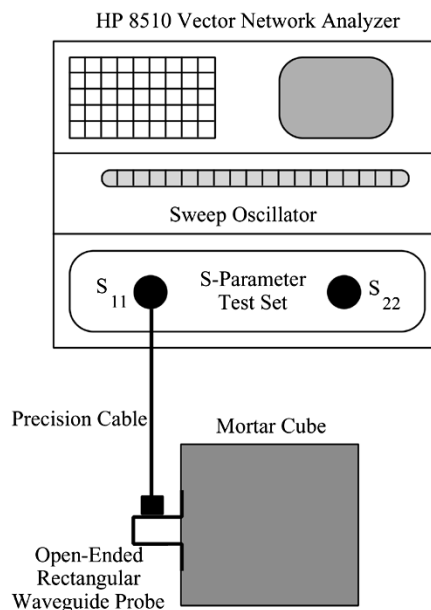 HP 8510 Vector Network Analyzer
Sweep Oscillator
S11
S-Parameter
Test Set
S22
Precision Cable
Mortar Cube
Open-Ended
Rectangular
Waveguide Probe